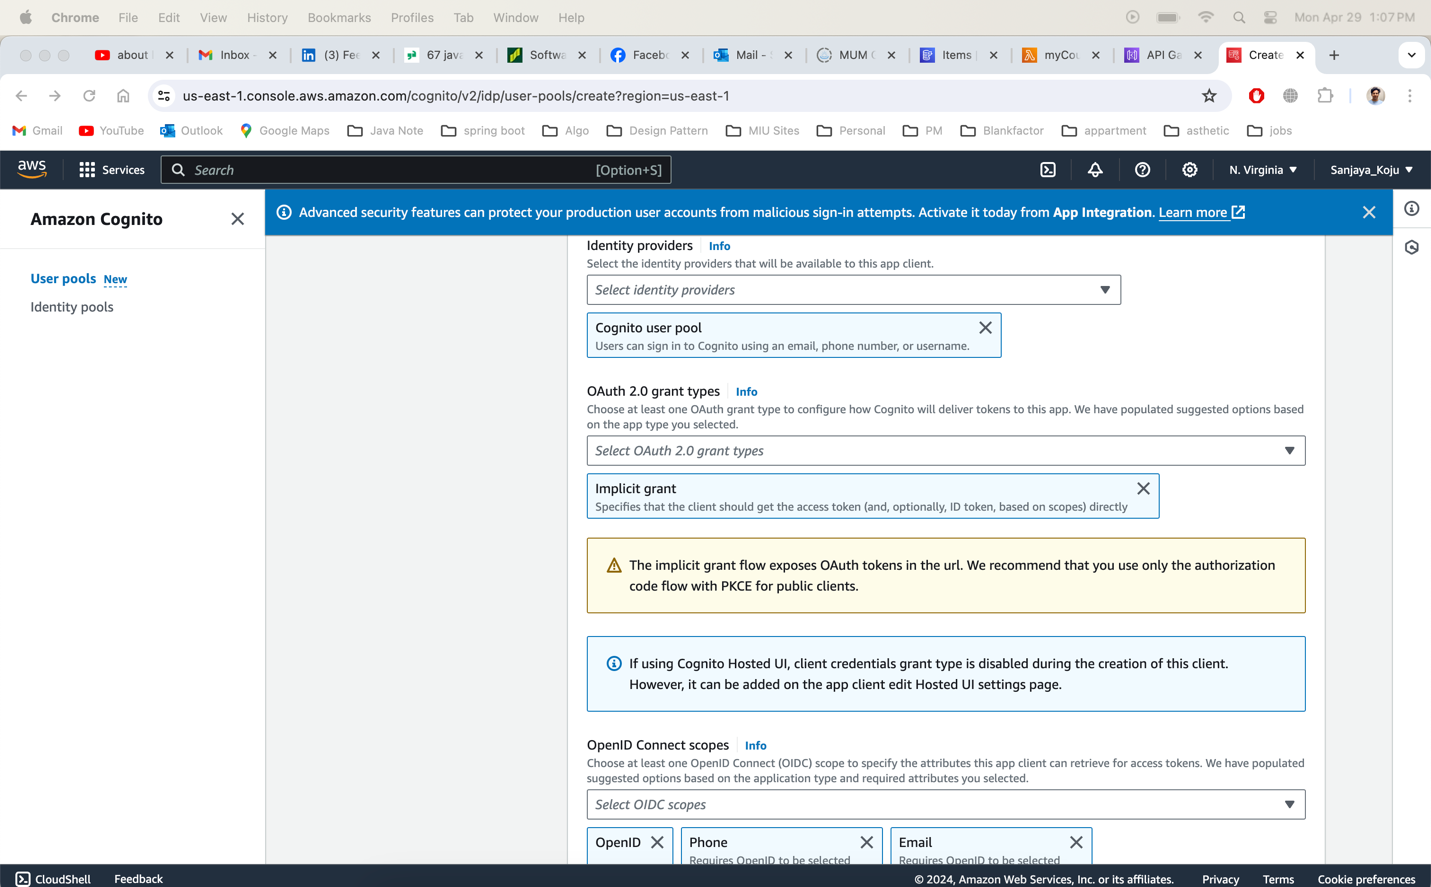 Chrome File Edit View History Bookmarks Profiles Tab Window Help Mon Apr 29 1:07 PM
about Inbox (3) Fee 67 java Softwa Facebo Mail - MUM Items myCou API Ga Create
us-east-1.console.aws.amazon.com/cognito/v2/idp/user-pools/create?region=us-east-1
Gmail YouTube Outlook Google Maps Java Note spring boot Algo Design Pattern MIU Sites Personal PM Blankfactor appartment asthetic jobs
aws Services Search [Option+S] N. Virginia Sanjaya_Koju
Amazon Cognito
User pools New
Identity pools
Advanced security features can protect your production user accounts from malicious sign-in attempts. Activate it today from App Integration. Learn more
Identity providers Info
Select the identity providers that will be available to this app client.
Select identity providers
Cognito user pool
Users can sign in to Cognito using an email, phone number, or username.
OAuth 2.0 grant types Info
Choose at least one OAuth grant type to configure how Cognito will deliver tokens to this app. We have populated suggested options based
on the app type you selected.
Select OAuth 2.0 grant types
Implicit grant
Specifies that the client should get the access token (and, optionally, ID token, based on scopes) directly
The implicit grant flow exposes OAuth tokens in the url. We recommend that you use only the authorization
code flow with PKCE for public clients.
If using Cognito Hosted UI, client credentials grant type is disabled during the creation of this client.
However, it can be added on the app client edit Hosted UI settings page.
OpenID Connect scopes Info
Choose at least one OpenID Connect (OIDC) scope to specify the attributes this app client can retrieve for access tokens. We have populated
suggested options based on the application type and required attributes you selected.
Select OIDC scopes
OpenID Phone Email
Requires OpenID to be selected Requires OpenID to be selected
CloudShell Feedback © 2024, Amazon Web Services, Inc. or its affiliates. Privacy Terms Cookie preferences